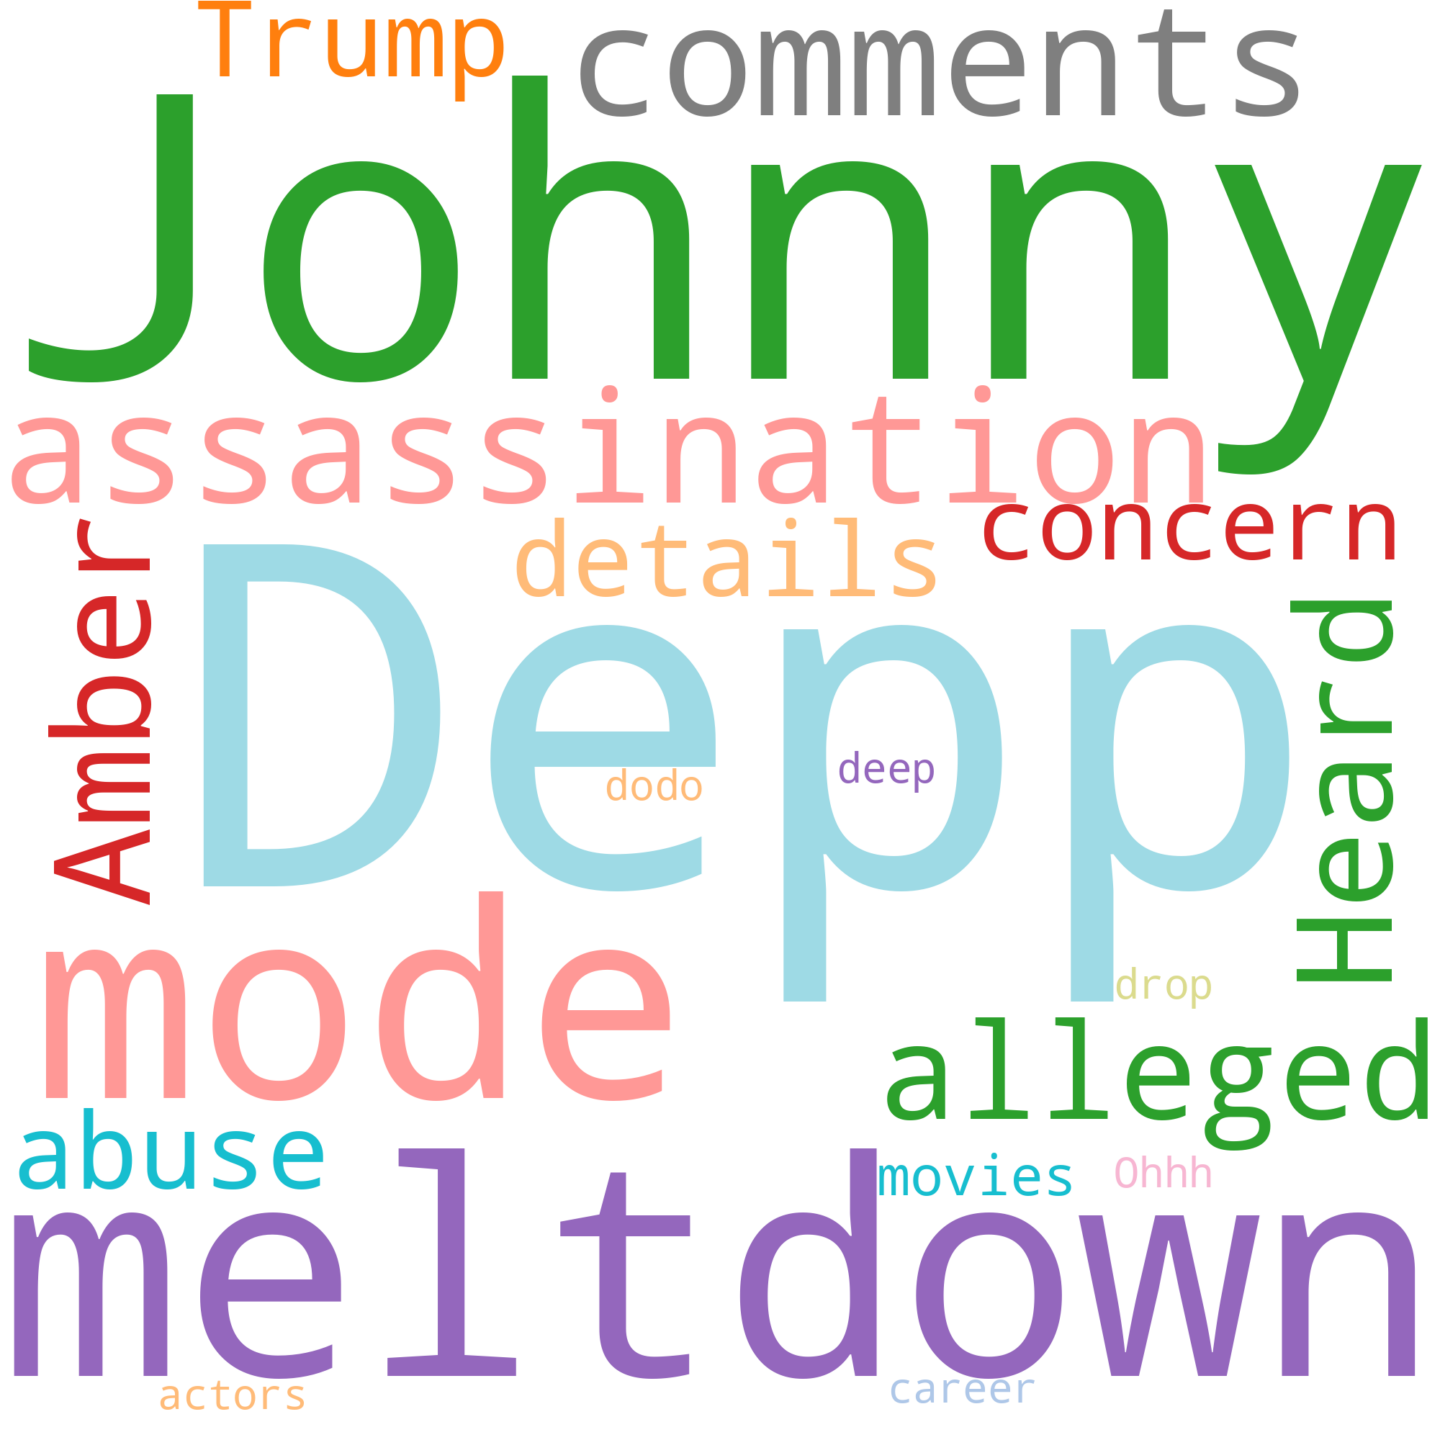 Trump
comments
Johnny
assassination
concern
details
Amber
Depp
Heard
dodo
deep
mode
drop
alleged
abuse
movies
Ohhh
meltdown
actors
career